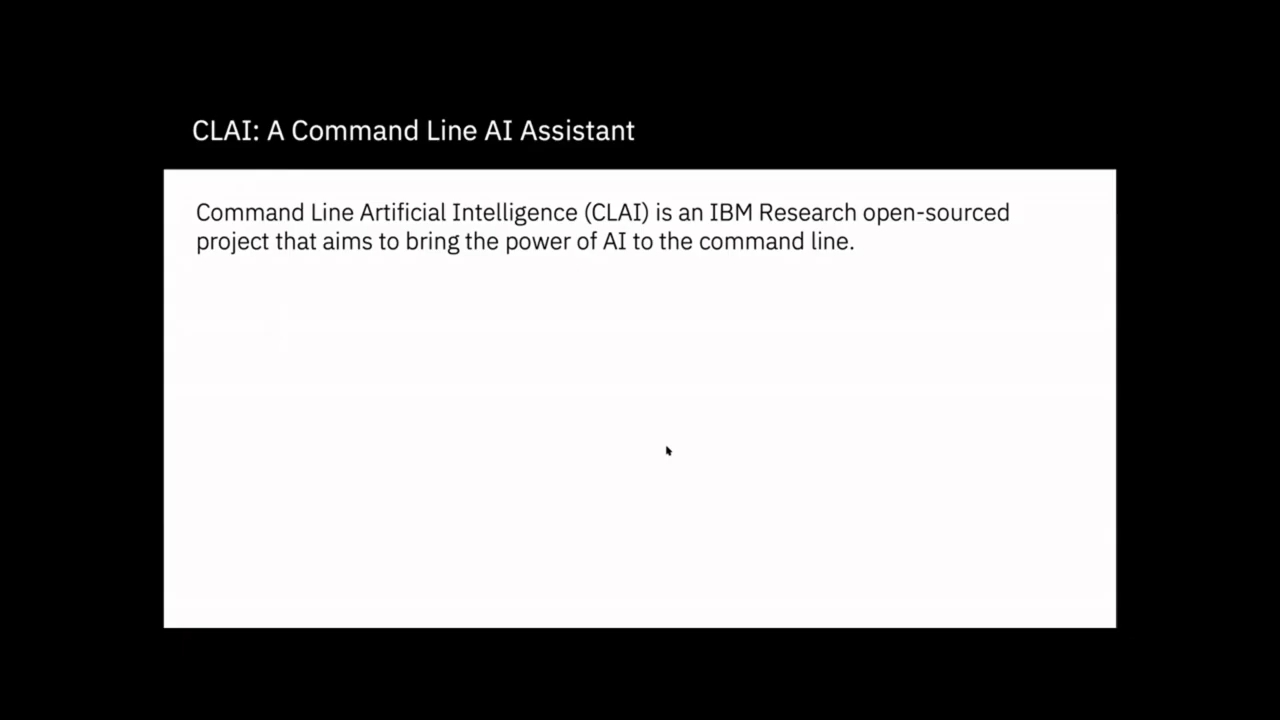 CLAI: A Command Line AI Assistant
Command Line Artificial Intelligence (CLAI) is an IBM Research open-sourced
project that aims to bring the power of AI to the command line.